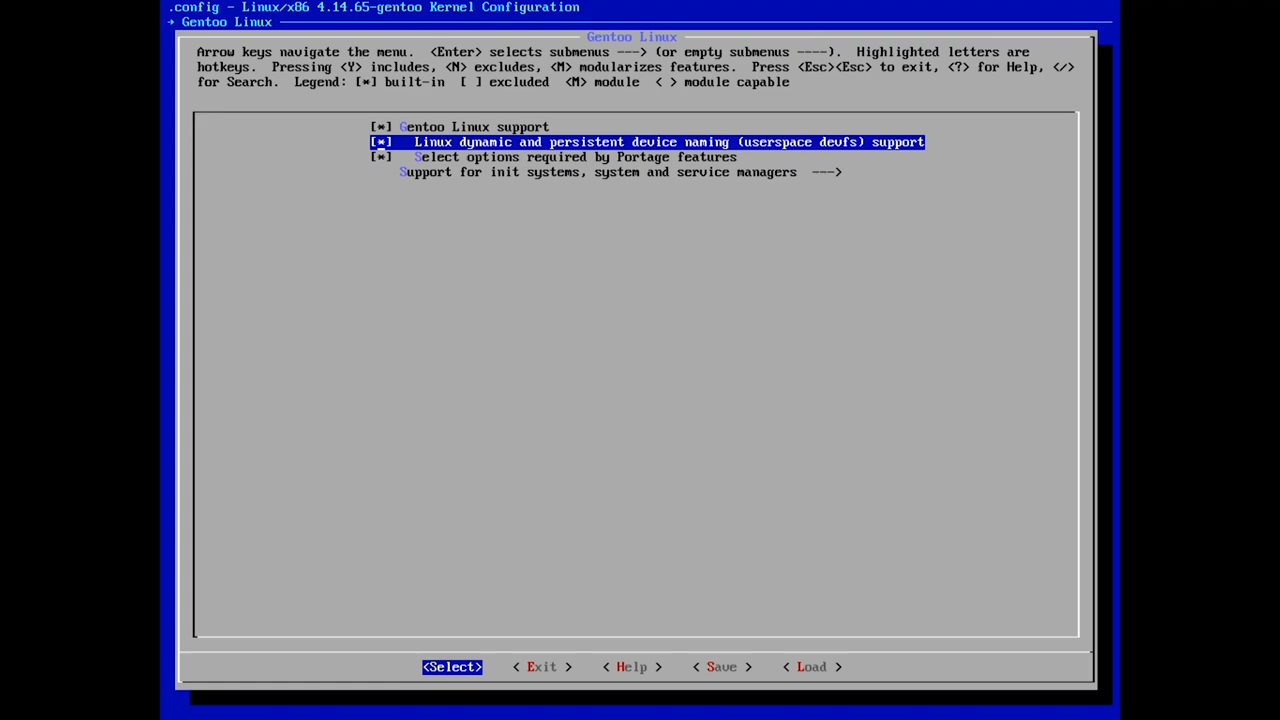 .config - Linux/x86 4.14.65-gentoo Kernel Configuration
→ Gentoo Linux
Gentoo Linux
Arrow keys navigate the menu.  <Enter> selects submenus ---> (or empty submenus ----).  Highlighted letters are
hotkeys.  Pressing <Y> includes, <N> excludes, <M> modularizes features.  Press <Esc><Esc> to exit, <?> for Help, </>
for Search.  Legend: [*] built-in  [ ] excluded  <M> module  < > module capable
[*] Gentoo Linux support
[*]   Linux dynamic and persistent device naming (userspace devfs) support
[*]   Select options required by Portage features
Support for init systems, system and service managers  --->
<Select>    < Exit >    < Help >    < Save >    < Load >